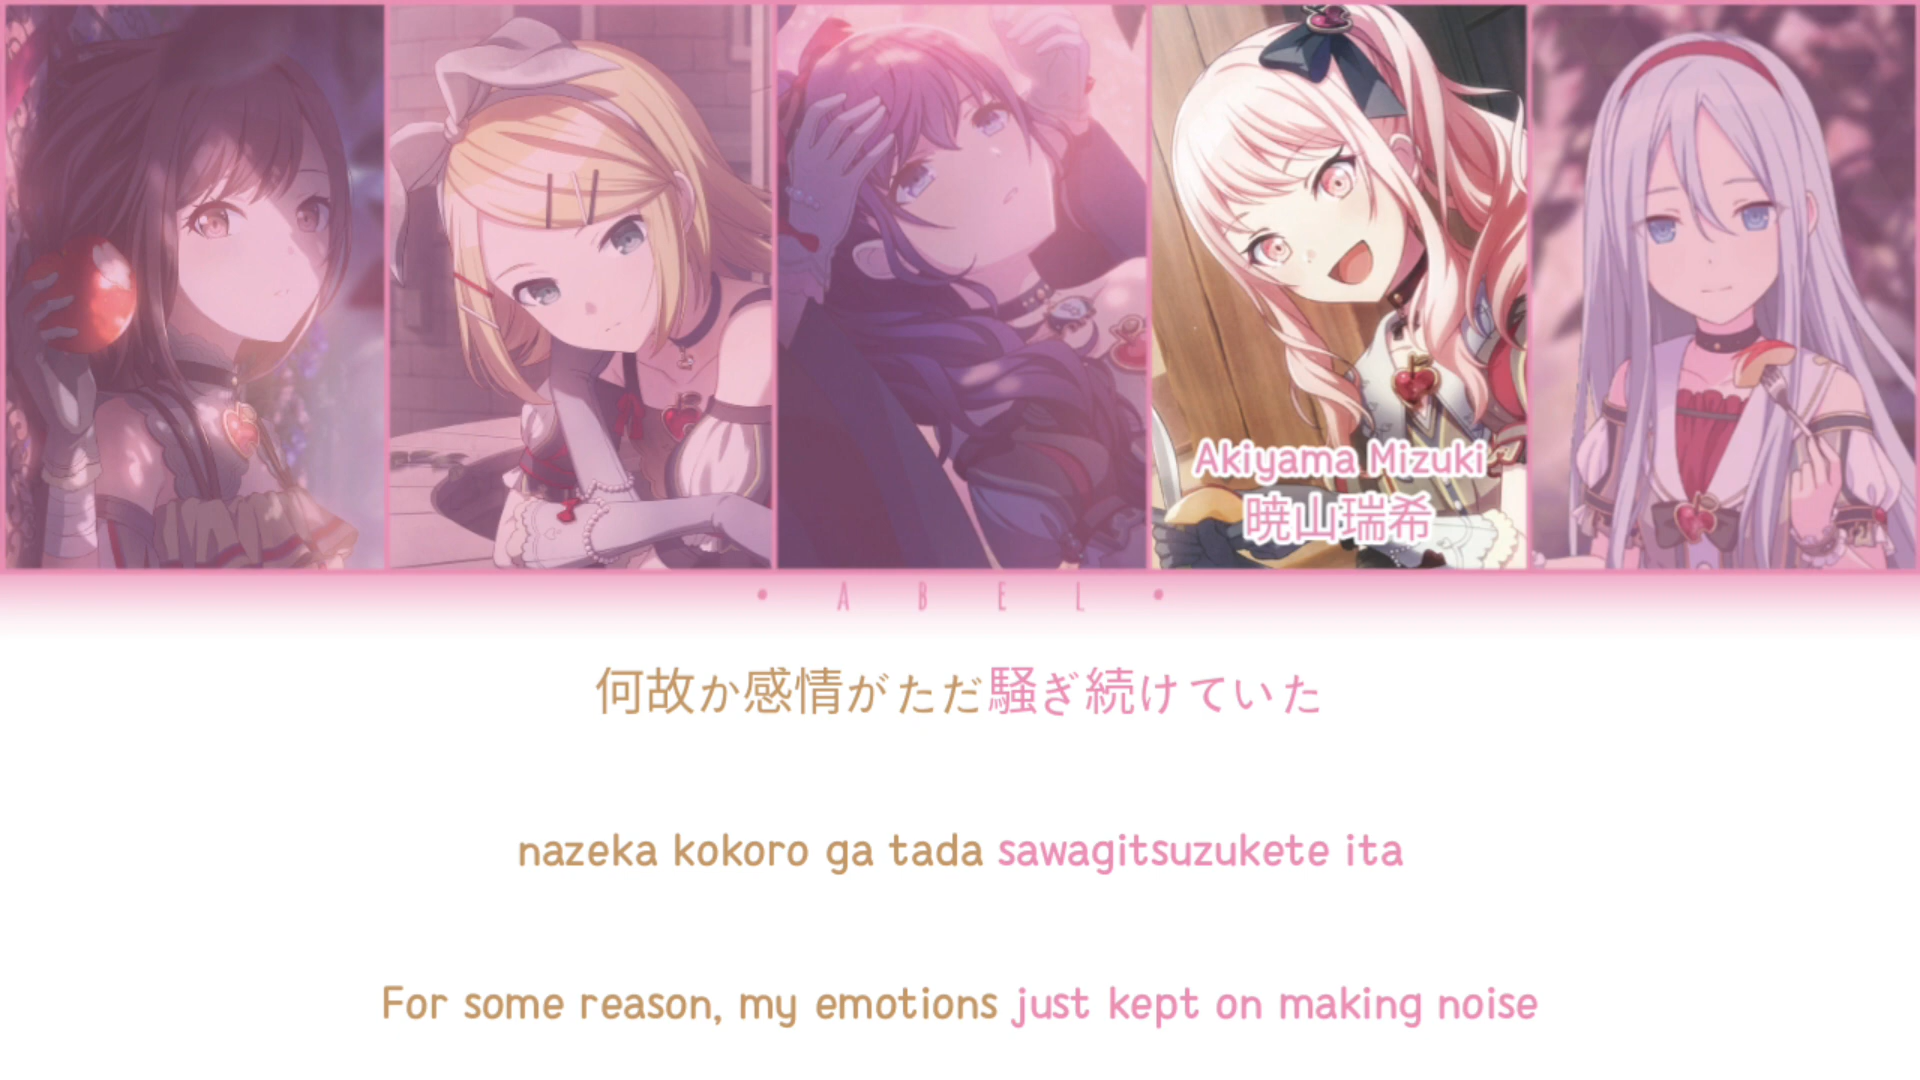 Akiyama Mizuki
暁山瑞希
• A B E L •
何故か感情がただ騒ぎ続けていた
nazeka kokoro ga tada sawagitsuzukete ita
For some reason, my emotions just kept on making noise